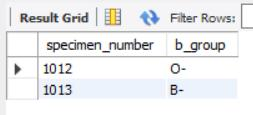 Result Grid Filter Rows:
specimen_number b_group
1012 O-
1013 B-